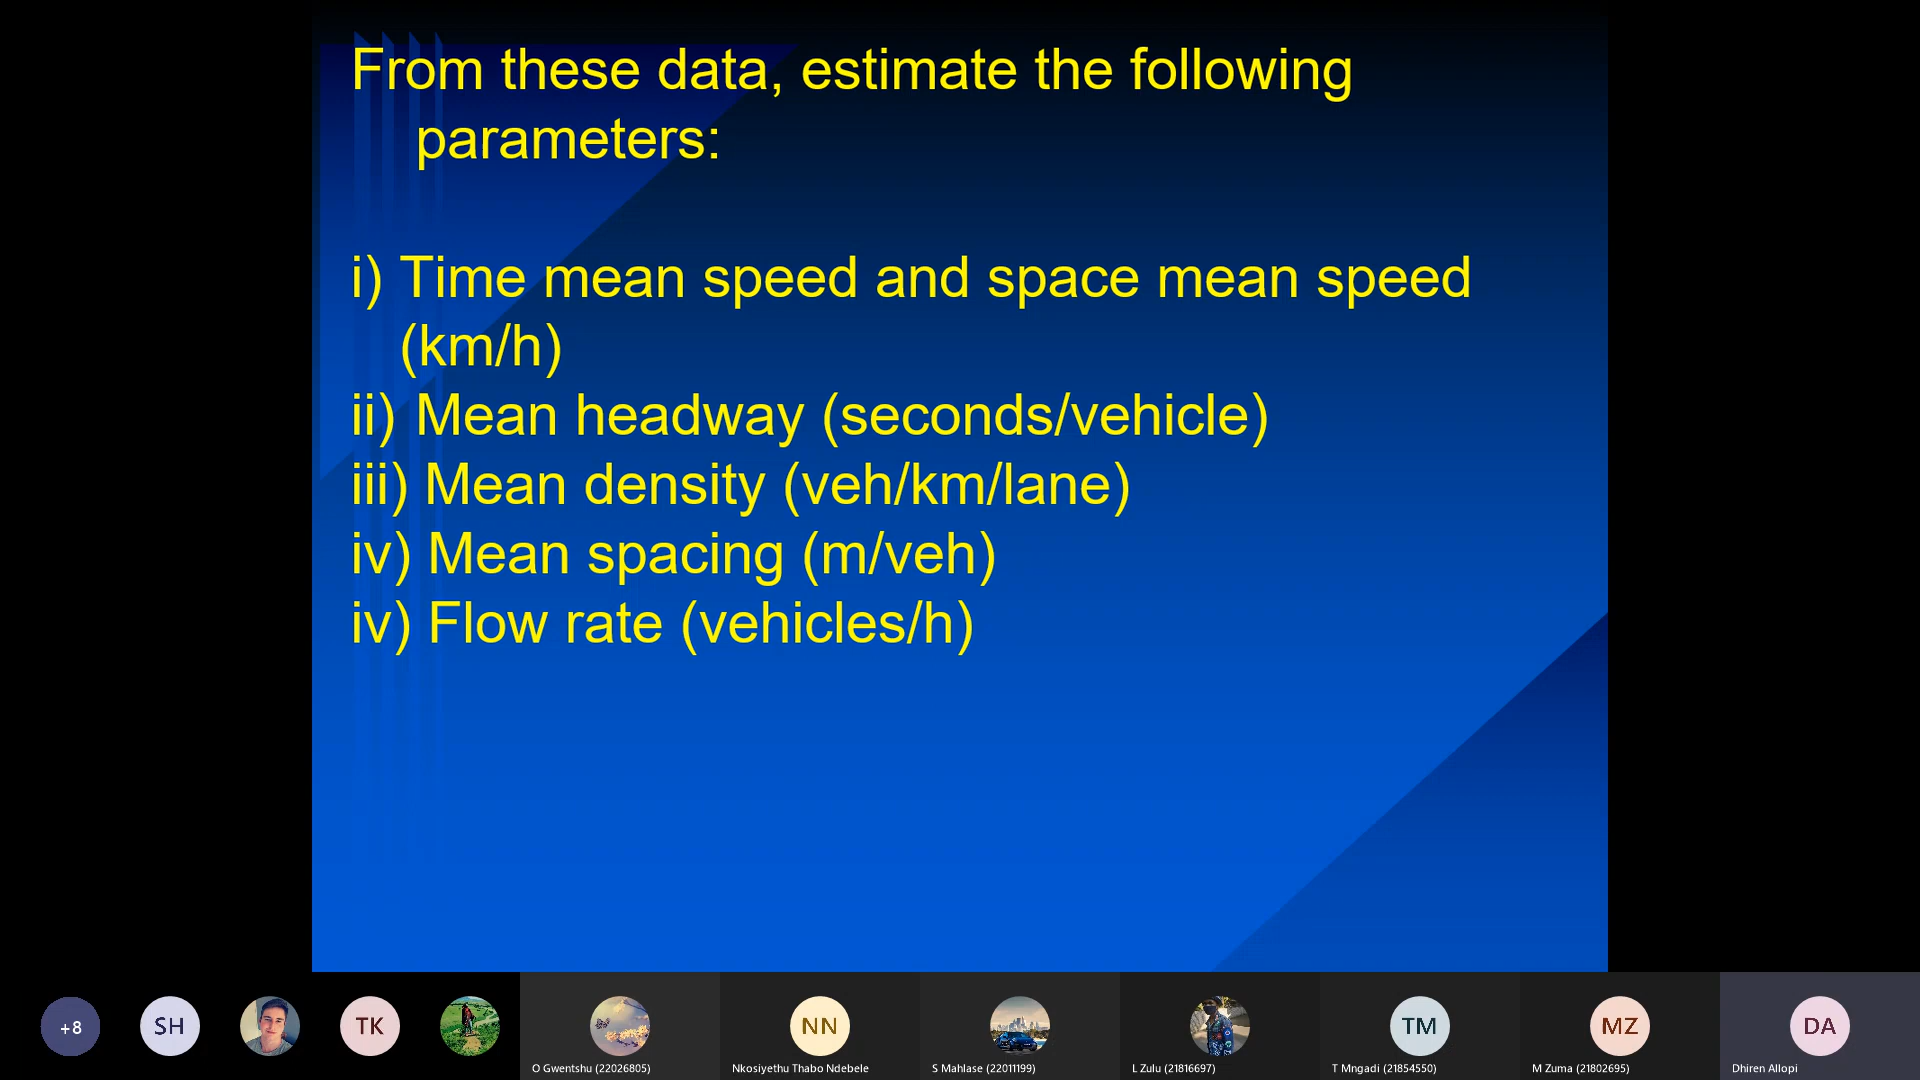 From these data, estimate the following
parameters:
i) Time mean speed and space mean speed
(km/h)
ii) Mean headway (seconds/vehicle)
iii) Mean density (veh/km/lane)
iv) Mean spacing (m/veh)
iv) Flow rate (vehicles/h)
+8
SH
TK
NN
TM
MZ
DA
O Gwentshu (22026805)
Nkosiyethu Thabo Ndebele
S Mahlase (22011199)
L Zulu (21816697)
T Mngadi (21854550)
M Zuma (21802695)
Dhiren Allopi